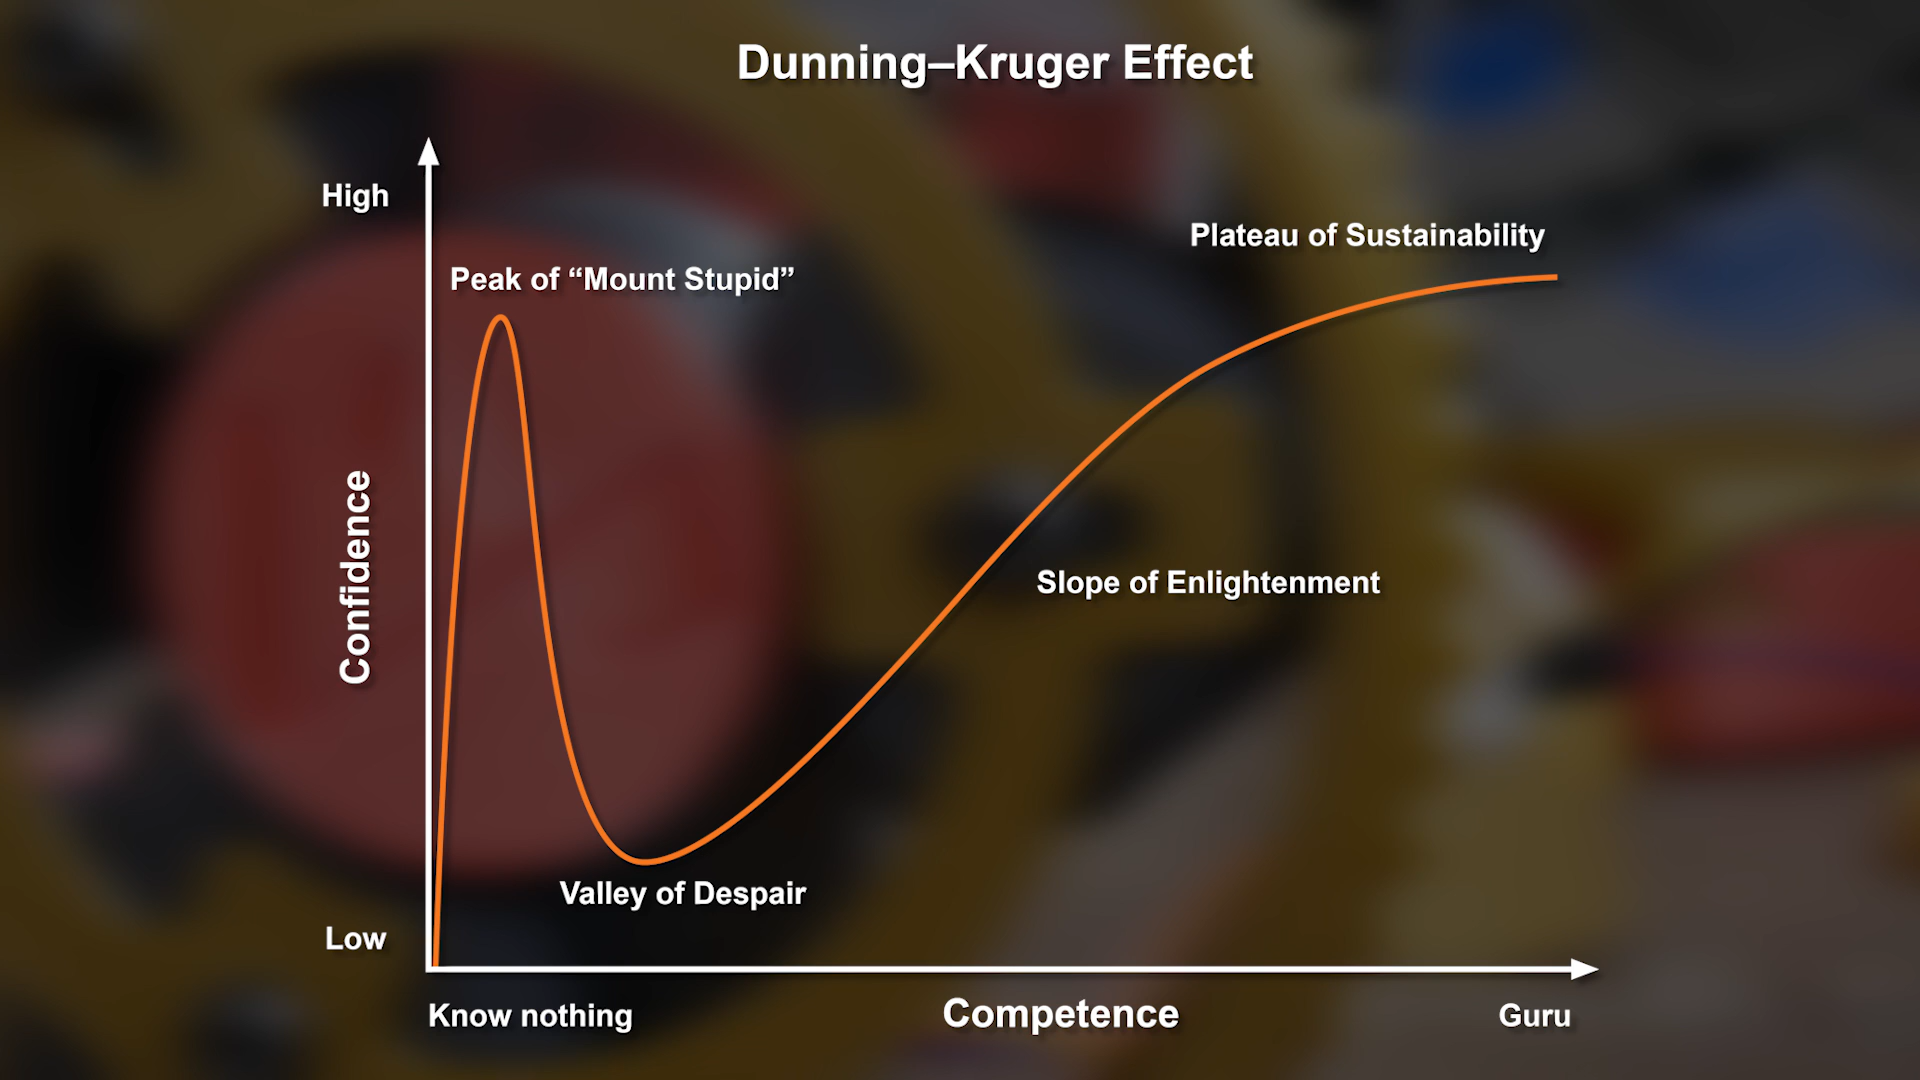 Dunning–Kruger Effect
High
Peak of “Mount Stupid”
Plateau of Sustainability
Confidence
Slope of Enlightenment
Valley of Despair
Low
Know nothing
Competence
Guru